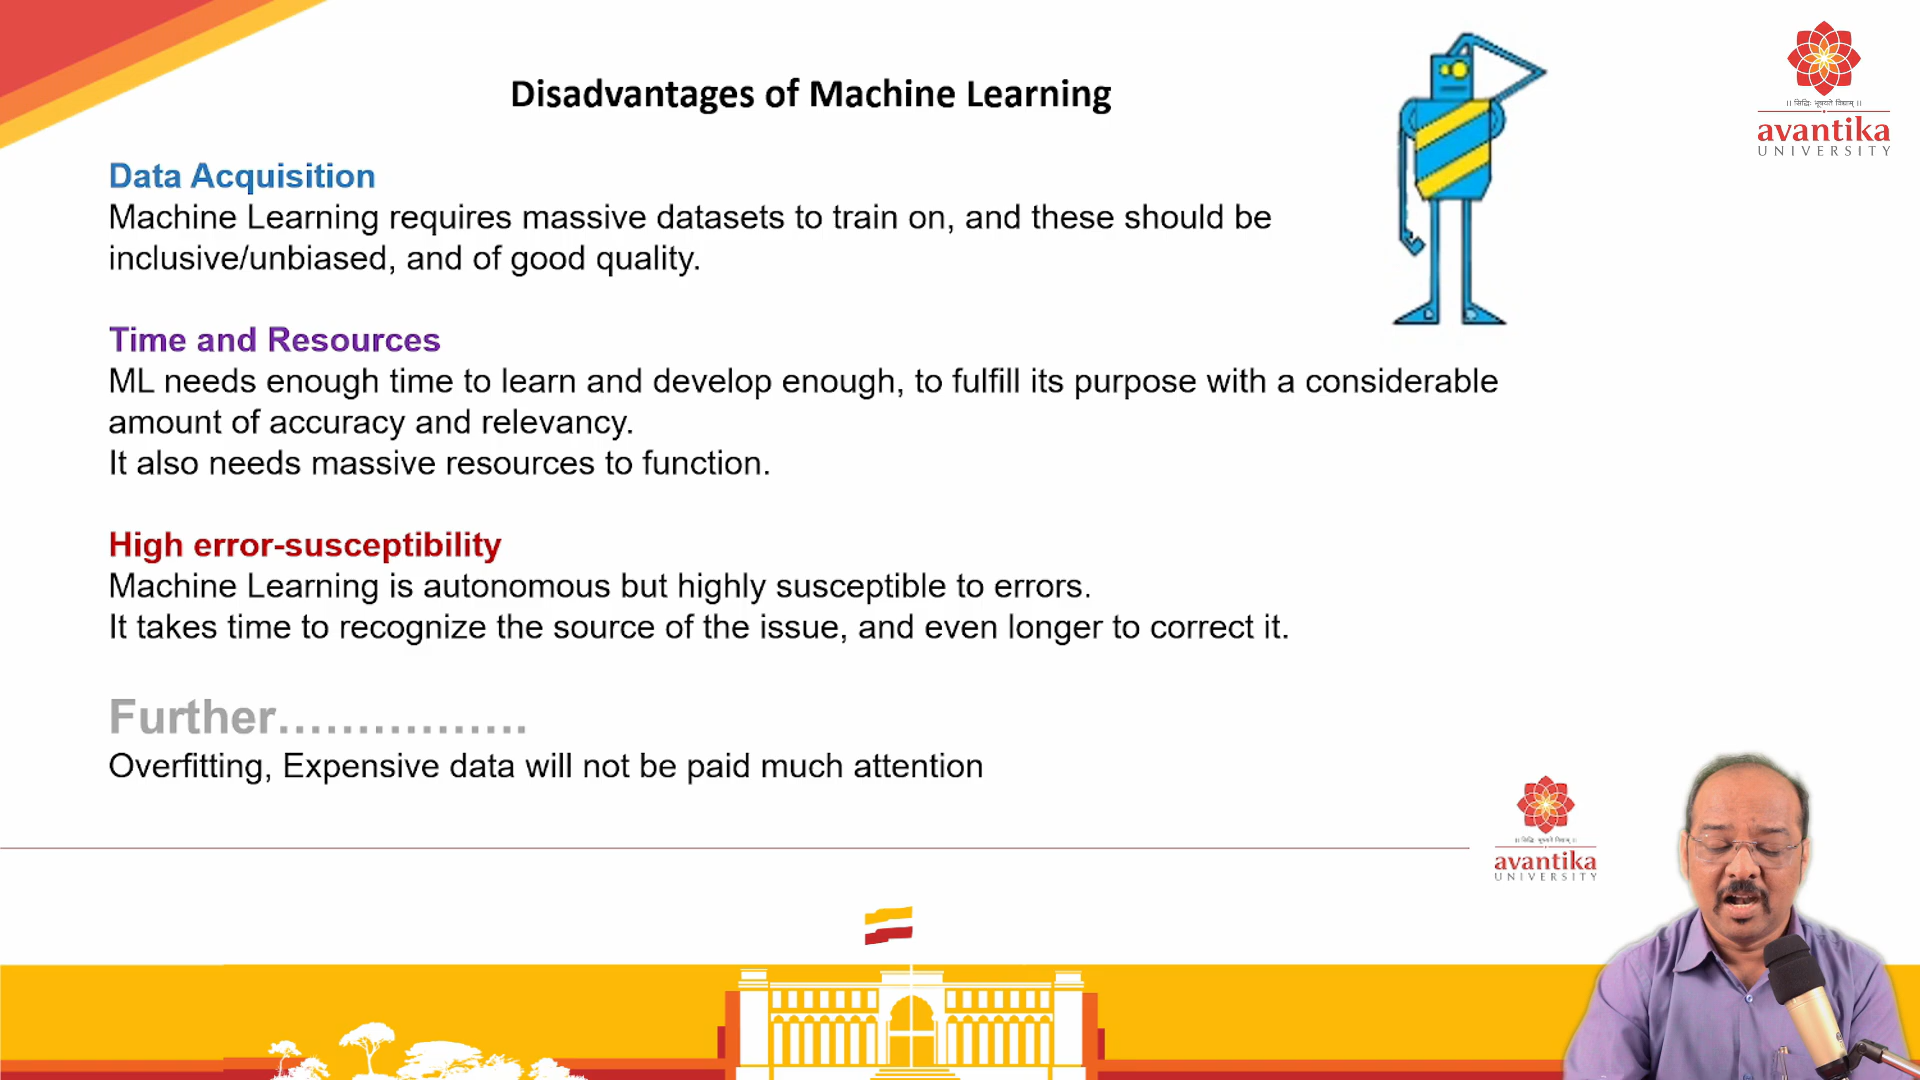 Disadvantages of Machine Learning
Data Acquisition
Machine Learning requires massive datasets to train on, and these should be
inclusive/unbiased, and of good quality.
Time and Resources
ML needs enough time to learn and develop enough, to fulfill its purpose with a considerable
amount of accuracy and relevancy.
It also needs massive resources to function.
High error-susceptibility
Machine Learning is autonomous but highly susceptible to errors.
It takes time to recognize the source of the issue, and even longer to correct it.
Further................
Overfitting, Expensive data will not be paid much attention
avantika
UNIVERSITY
avantika
UNIVERSITY